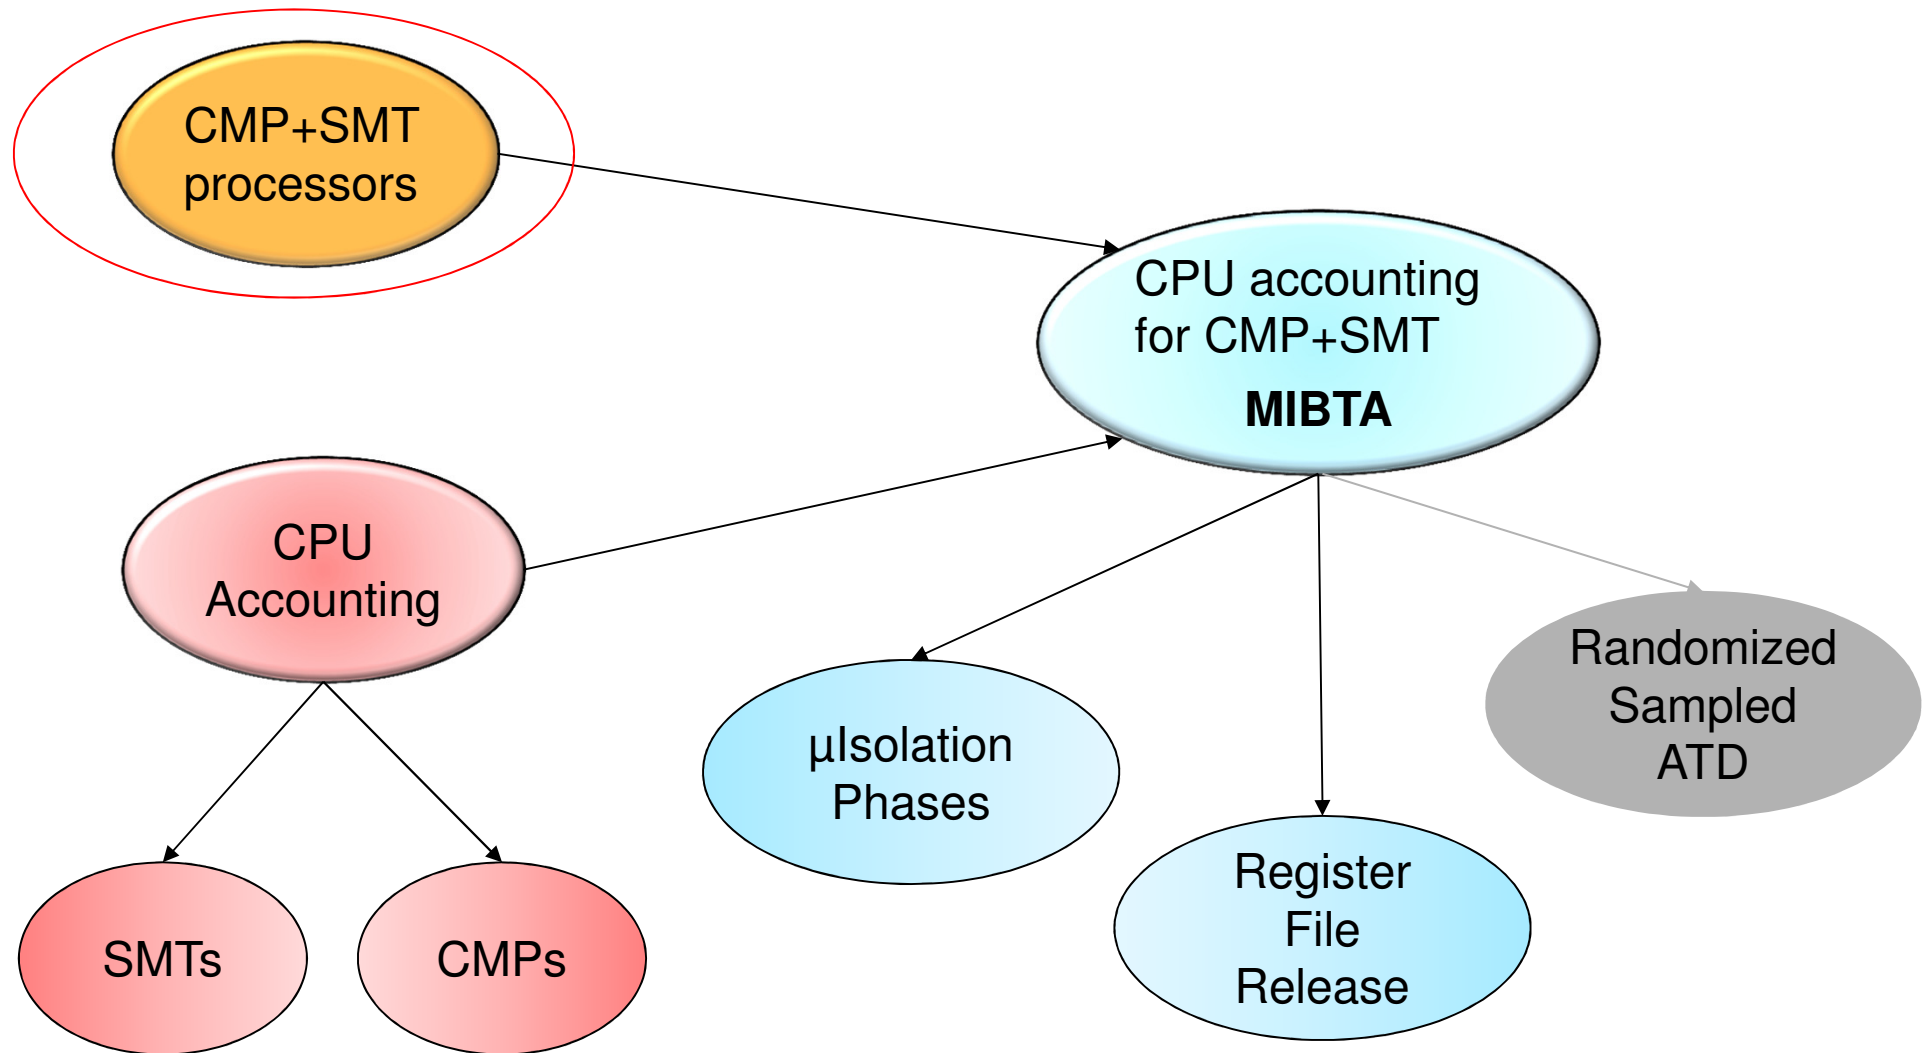 CMP+SMT
processors
CPU accounting
for CMP+SMT
MIBTA
CPU
Accounting
SMTs
CMPs
µIsolation
Phases
Register
File
Release
Randomized
Sampled
ATD